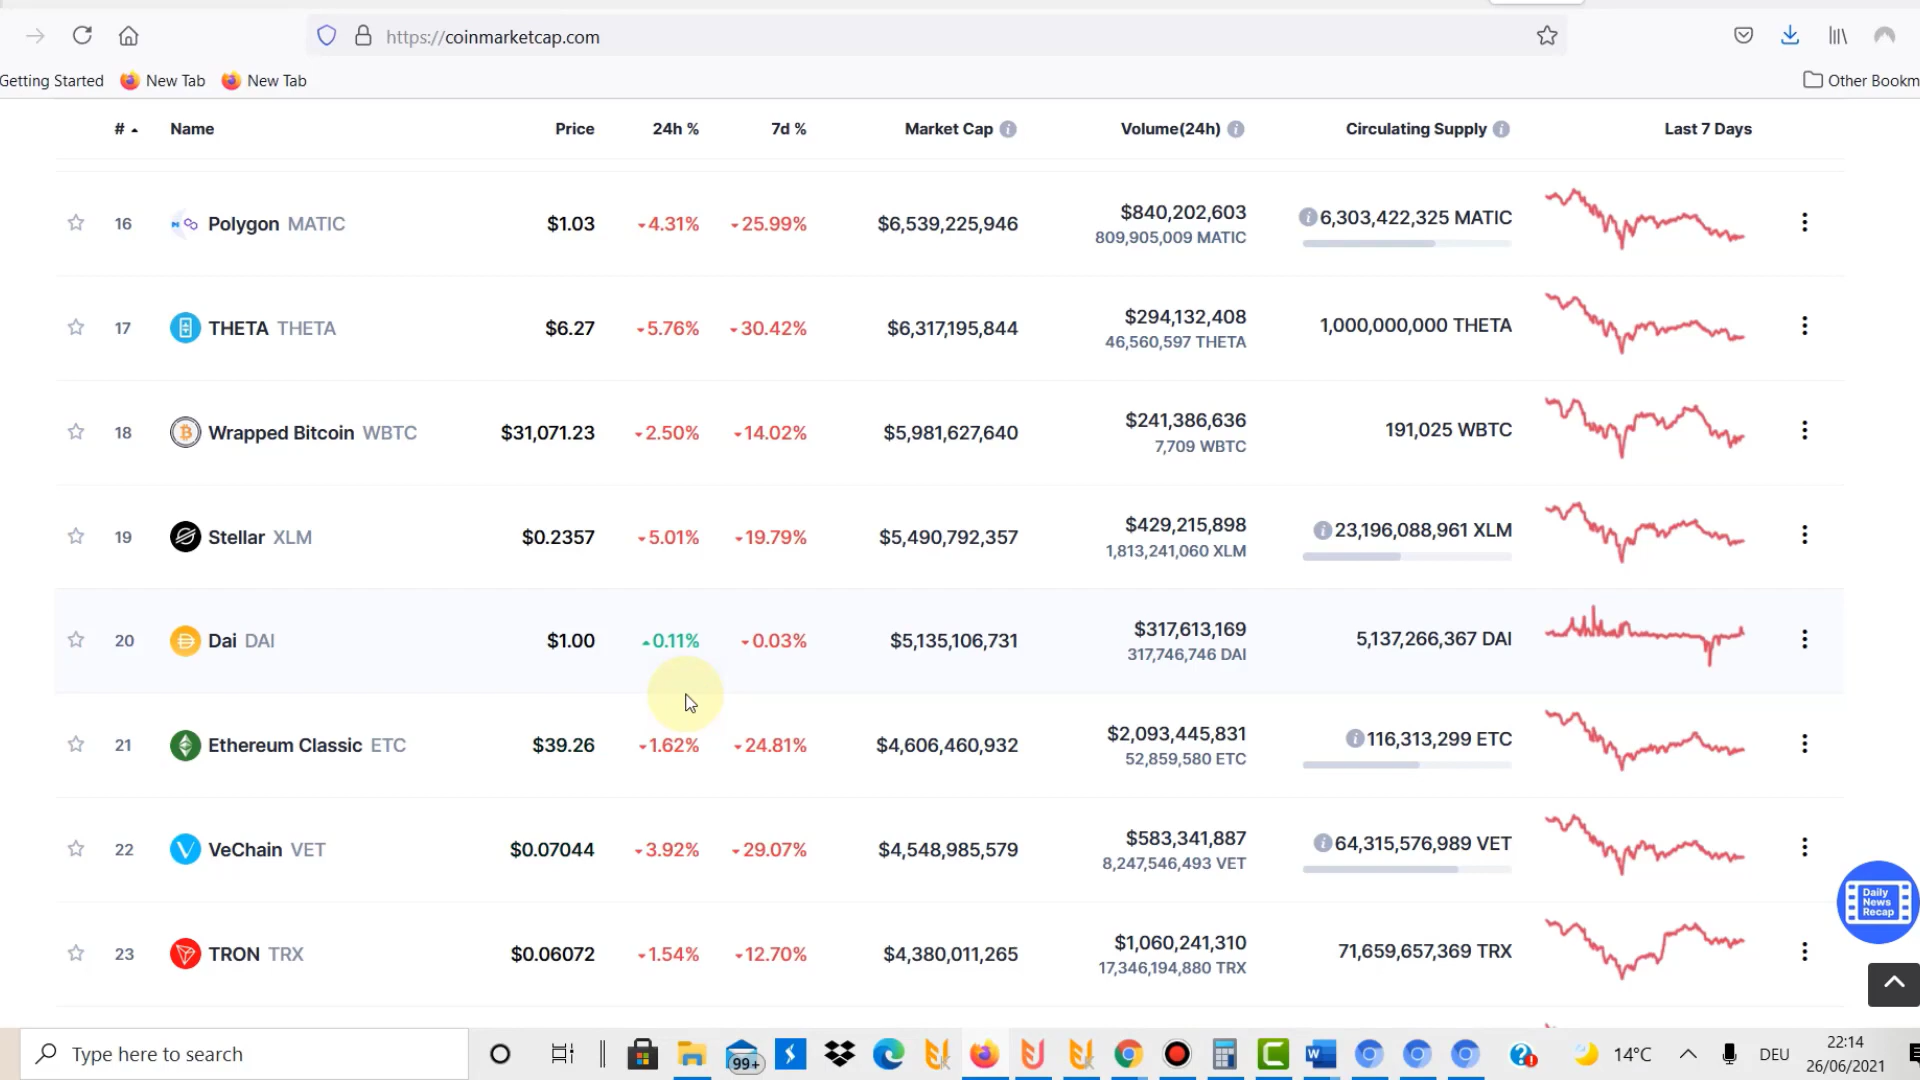 https://coinmarketcap.com
Getting Started New Tab New Tab Other Bookm
# Name Price 24h % 7d % Market Cap Volume(24h) Circulating Supply Last 7 Days
16 Polygon MATIC $1.03 4.31% 25.99% $6,539,225,946 $840,202,603 6,303,422,325 MATIC
809,905,009 MATIC
17 THETA THETA $6.27 5.76% 30.42% $6,317,195,844 $294,132,408 1,000,000,000 THETA
46,560,597 THETA
18 Wrapped Bitcoin WBTC $31,071.23 2.50% 14.02% $5,981,627,640 $241,386,636 191,025 WBTC
7,709 WBTC
19 Stellar XLM $0.2357 5.01% 19.79% $5,490,792,357 $429,215,898 23,196,088,961 XLM
1,813,241,060 XLM
20 Dai DAI $1.00 0.11% 0.03% $5,135,106,731 $317,613,169 5,137,266,367 DAI
317,746,746 DAI
21 Ethereum Classic ETC $39.26 1.62% 24.81% $4,606,460,932 $2,093,445,831 116,313,299 ETC
52,859,580 ETC
22 VeChain VET $0.07044 3.92% 29.07% $4,548,985,579 $583,341,887 64,315,576,989 VET
8,247,546,493 VET
23 TRON TRX $0.06072 1.54% 12.70% $4,380,011,265 $1,060,241,310 71,659,657,369 TRX
17,346,194,880 TRX
Daily
News
Recap
Type here to search 99+ 14°C DEU 22:14
26/06/2021